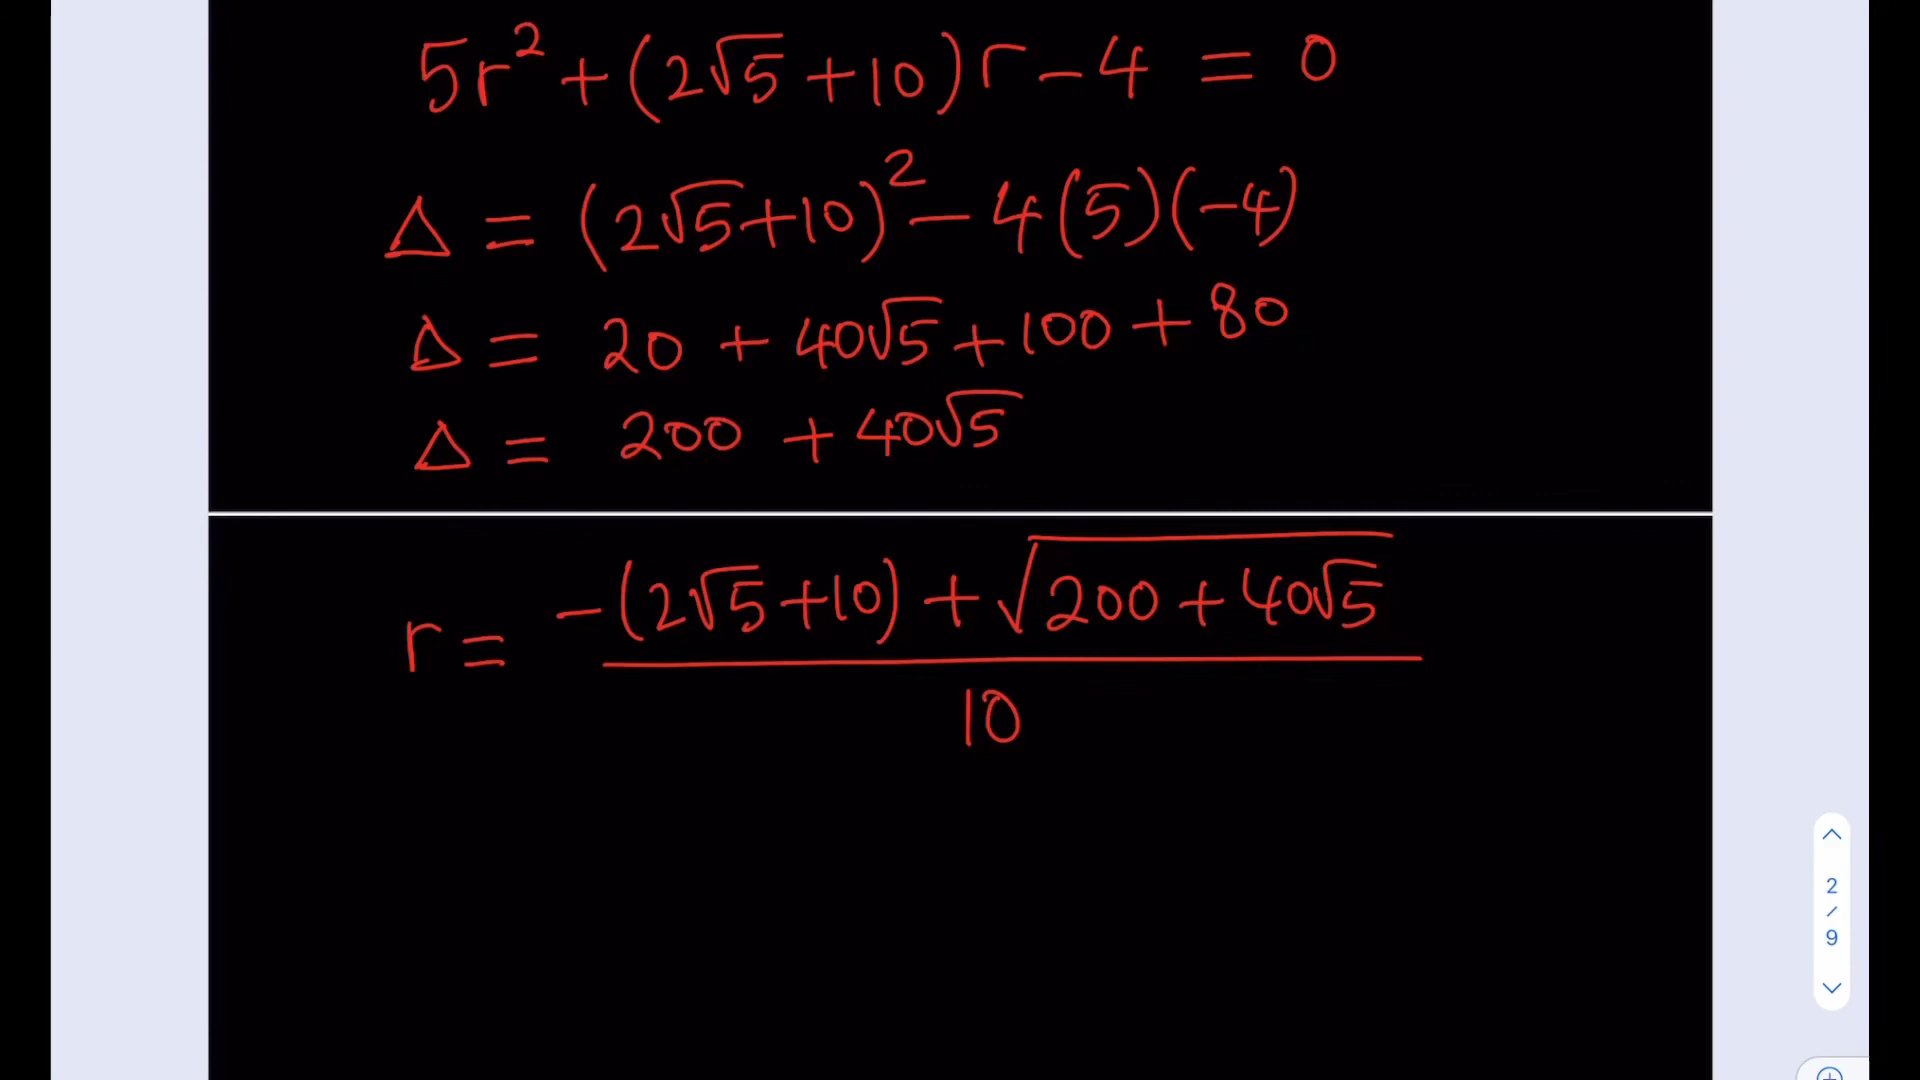 5r² + (2√5 + 10)r - 4 = 0
Δ = (2√5 + 10)² - 4(5)(-4)
Δ = 20 + 40√5 + 100 + 80
Δ = 200 + 40√5
r = (-(2√5 + 10) + √(200 + 40√5))/10
2
/
9